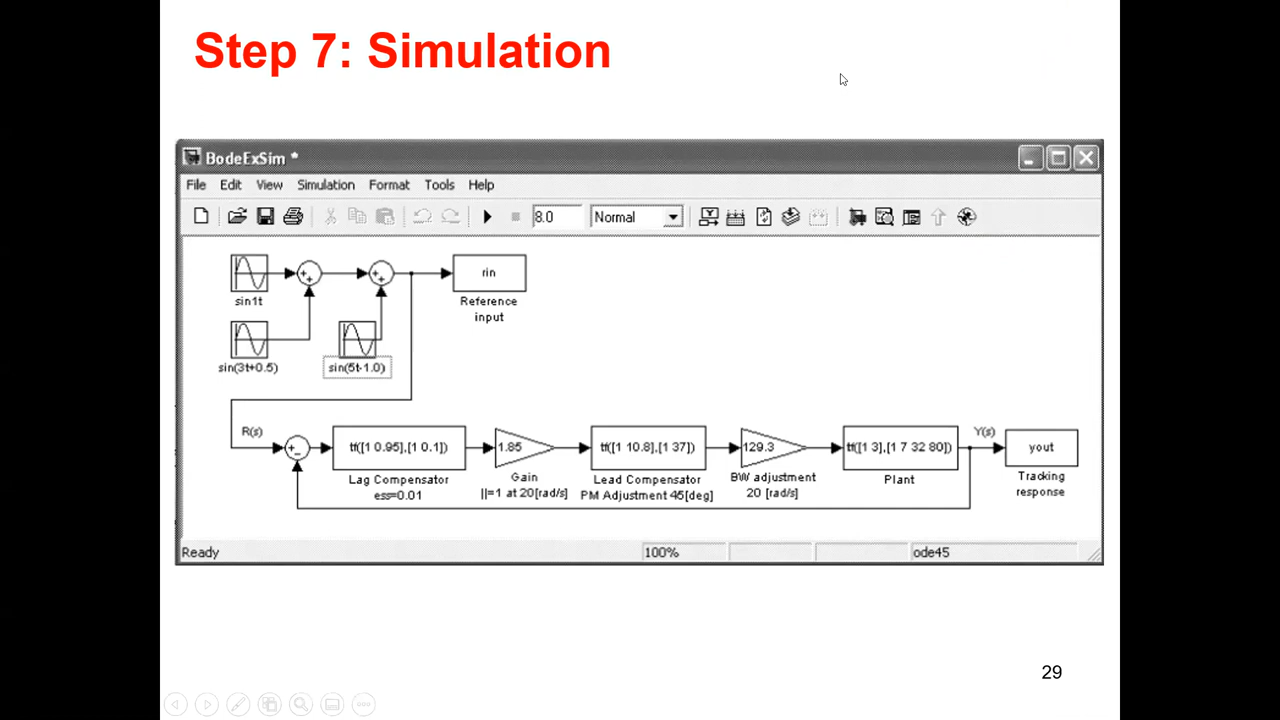 Step 7: Simulation
BodeExSim *
File Edit View Simulation Format Tools Help
8.0 Normal
rin
sin1t
Reference
input
sin(3t+0.5)
sin(5t-1.0)
R(s)
tf([1 0.95],[1 0.1])
1.85
tf([1 10.8],[1 37])
129.3
tf([1 3],[1 7 32 80])
Y(s)
yout
Lag Compensator
ess=0.01
Gain
||=1 at 20[rad/s]
Lead Compensator
PM Adjustment 45[deg]
BW adjustment
20 [rad/s]
Plant
Tracking
response
Ready 100% ode45
29